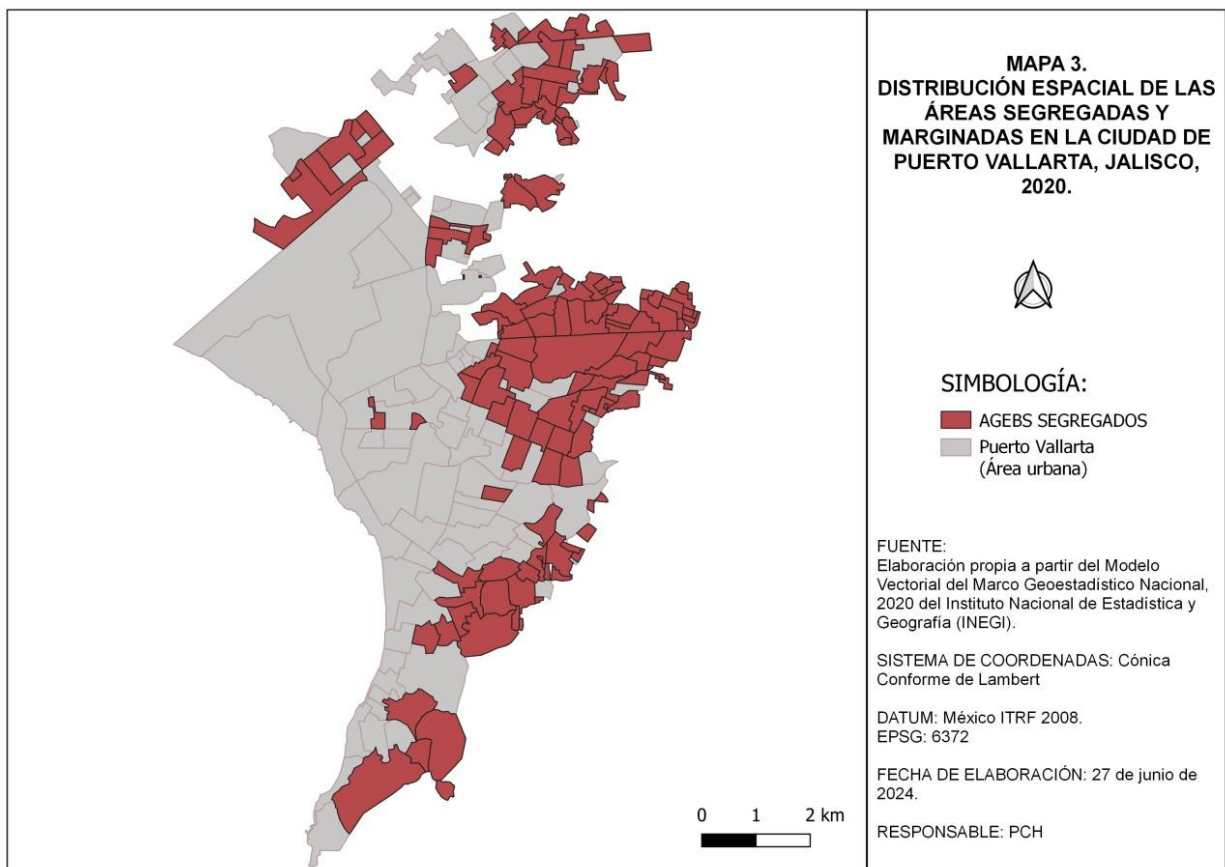 MAPA 3.
DISTRIBUCIÓN ESPACIAL DE LAS
ÁREAS SEGREGADAS Y
MARGINADAS EN LA CIUDAD DE
PUERTO VALLARTA, JALISCO,
2020.
SIMBOLOGÍA:
AGEBS SEGREGADOS
Puerto Vallarta
(Área urbana)
FUENTE:
Elaboración propia a partir del Modelo
Vectorial del Marco Geoestadístico Nacional,
2020 del Instituto Nacional de Estadística y
Geografía (INEGI).
SISTEMA DE COORDENADAS: Cónica
Conforme de Lambert
DATUM: México ITRF 2008.
EPSG: 6372
FECHA DE ELABORACIÓN: 27 de junio de
2024.
RESPONSABLE: PCH
0 1 2 km